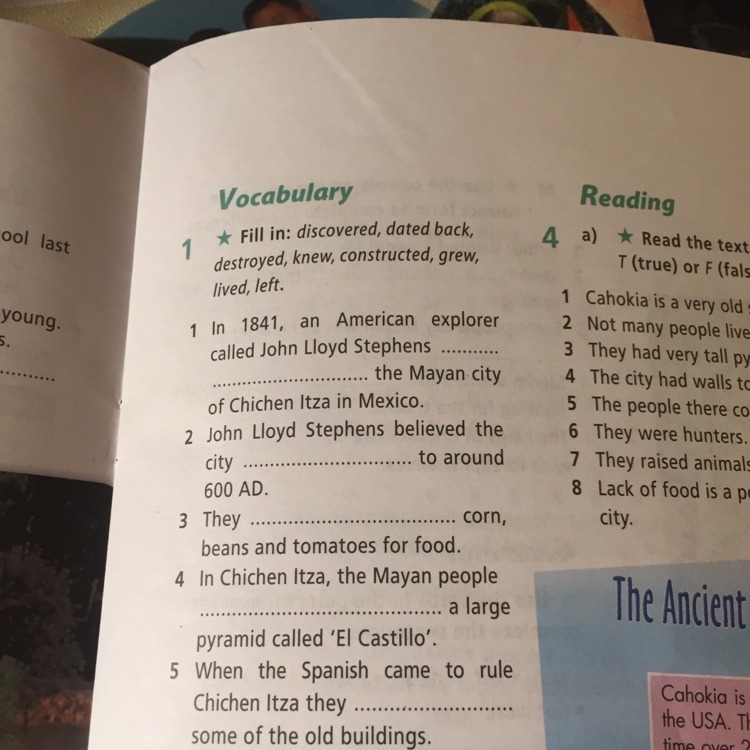 ool last
young.
s.
....................
Vocabulary
1 ★ Fill in: discovered, dated back,
destroyed, knew, constructed, grew,
lived, left.
1 In 1841, an American explorer
called John Lloyd Stephens ...........
.............................. the Mayan city
of Chichen Itza in Mexico.
2 John Lloyd Stephens believed the
city ................................ to around
600 AD.
3 They ........................................ corn,
beans and tomatoes for food.
4 In Chichen Itza, the Mayan people
.............................................. a large
pyramid called ‘El Castillo’.
5 When the Spanish came to rule
Chichen Itza they ..............................
some of the old buildings.
Reading
4 a) ★ Read the text
T (true) or F (fals
1 Cahokia is a very old
2 Not many people live
3 They had very tall py
4 The city had walls to
5 The people there co
6 They were hunters.
7 They raised animals
8 Lack of food is a p
city.
The Ancient
Cahokia is
the USA. Th
time over